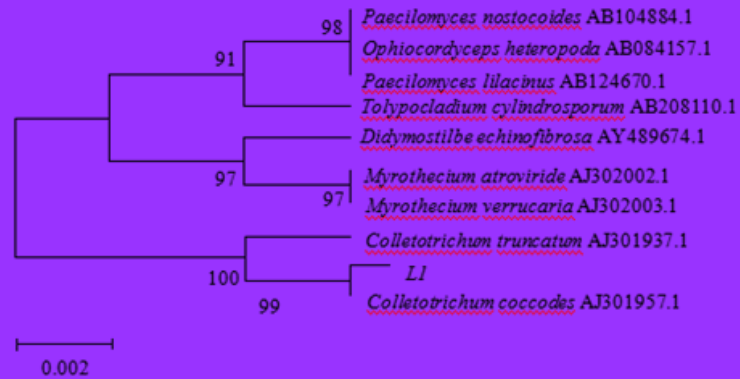 98
Paecilomyces nostocoides AB104884.1
Ophiocordyceps heteropoda AB084157.1
91
Paecilomyces lilacinus AB124670.1
Tolypocladium cylindrosporum AB208110.1
Didymostilbe echinofibrosa AY489674.1
97
Myrothecium atroviride AJ302002.1
97
Myrothecium verrucaria AJ302003.1
Colletotrichum truncatum AJ301937.1
100
L1
99
Colletotrichum coccodes AJ301957.1
0.002